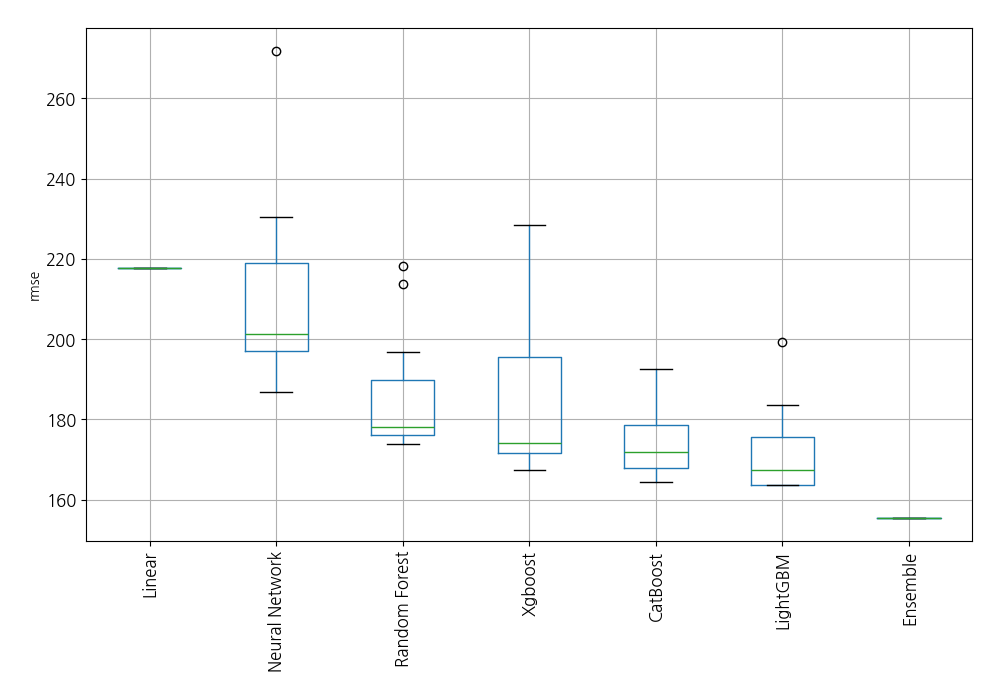 260
240
220
200
180
160
rmse
Linear
Neural Network
Random Forest
Xgboost
CatBoost
LightGBM
Ensemble